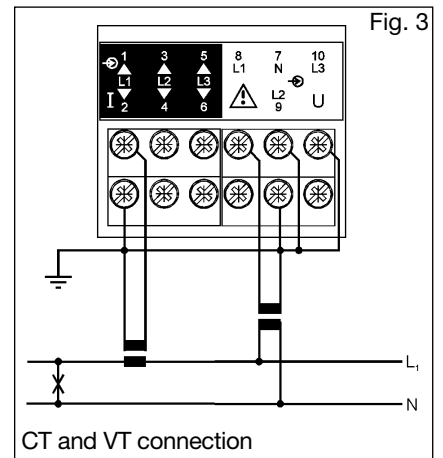 Fig. 3
1 3 5 8 7 10
L1 N L3
L1 L2 L3
I L2 U
2 4 6 9
L1
N
CT and VT connection